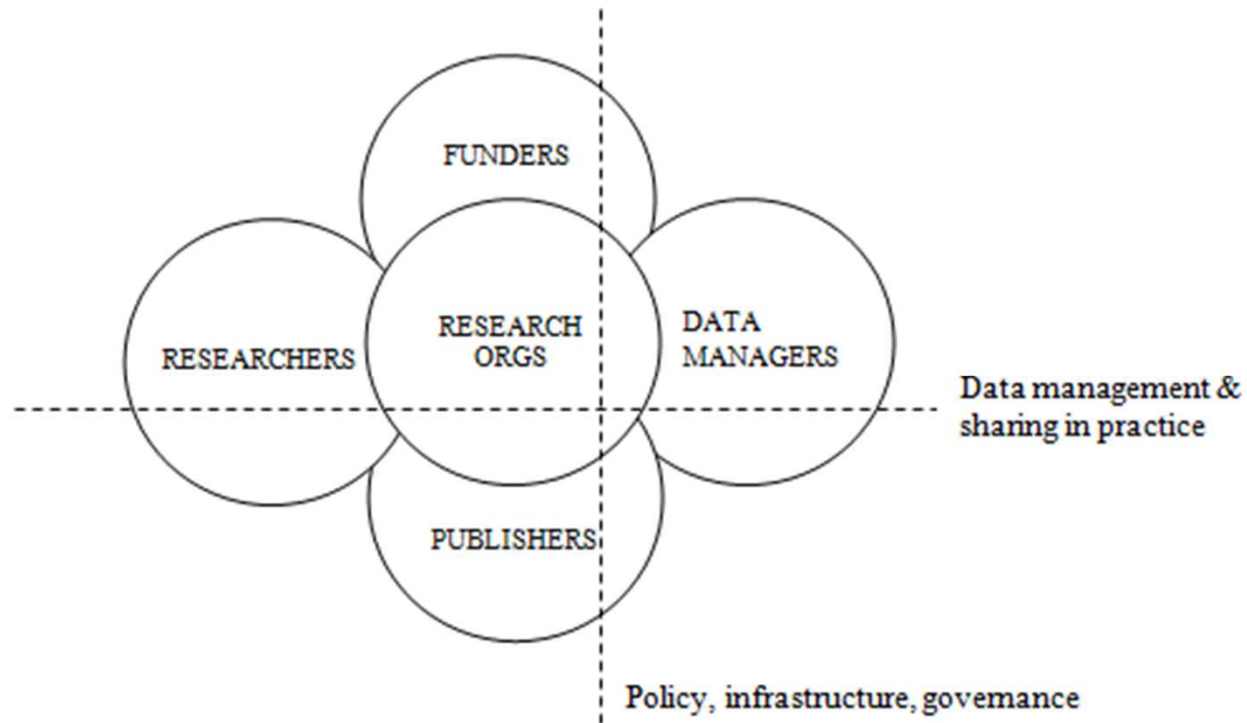 FUNDERS
RESEARCHERS
RESEARCH
ORGS
DATA
MANAGERS
Data management &
sharing in practice
PUBLISHERS
Policy, infrastructure, governance